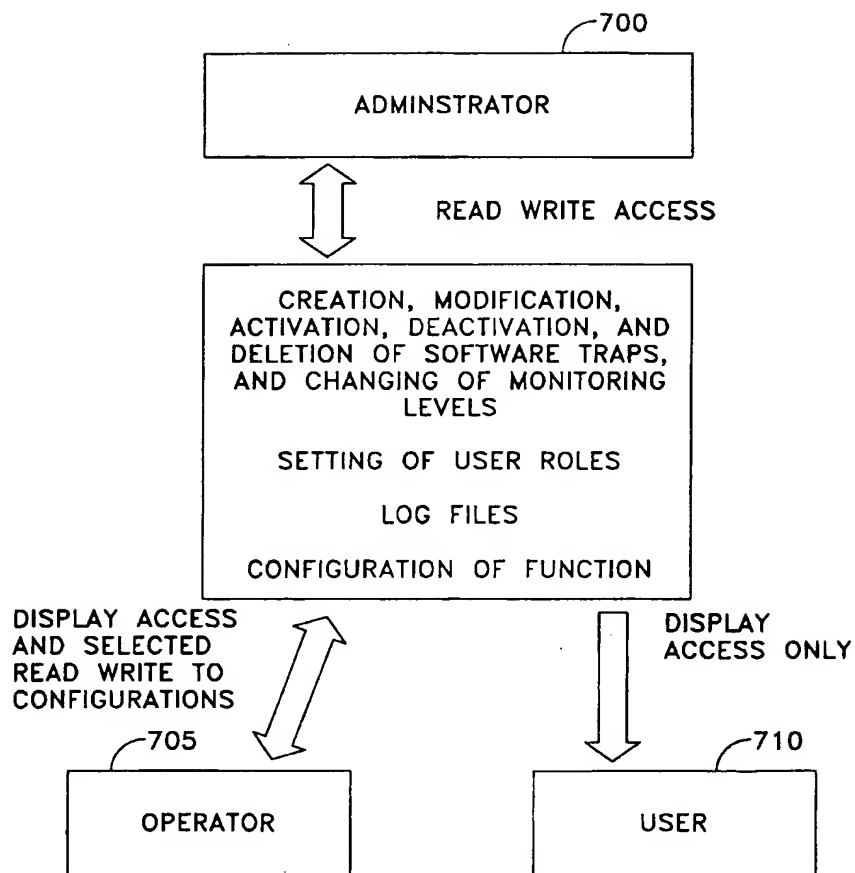 700
ADMINSTRATOR
READ WRITE ACCESS
CREATION, MODIFICATION,
ACTIVATION, DEACTIVATION, AND
DELETION OF SOFTWARE TRAPS,
AND CHANGING OF MONITORING
LEVELS
SETTING OF USER ROLES
LOG FILES
CONFIGURATION OF FUNCTION
DISPLAY ACCESS
AND SELECTED
READ WRITE TO
CONFIGURATIONS
DISPLAY
ACCESS ONLY
705
OPERATOR
710
USER